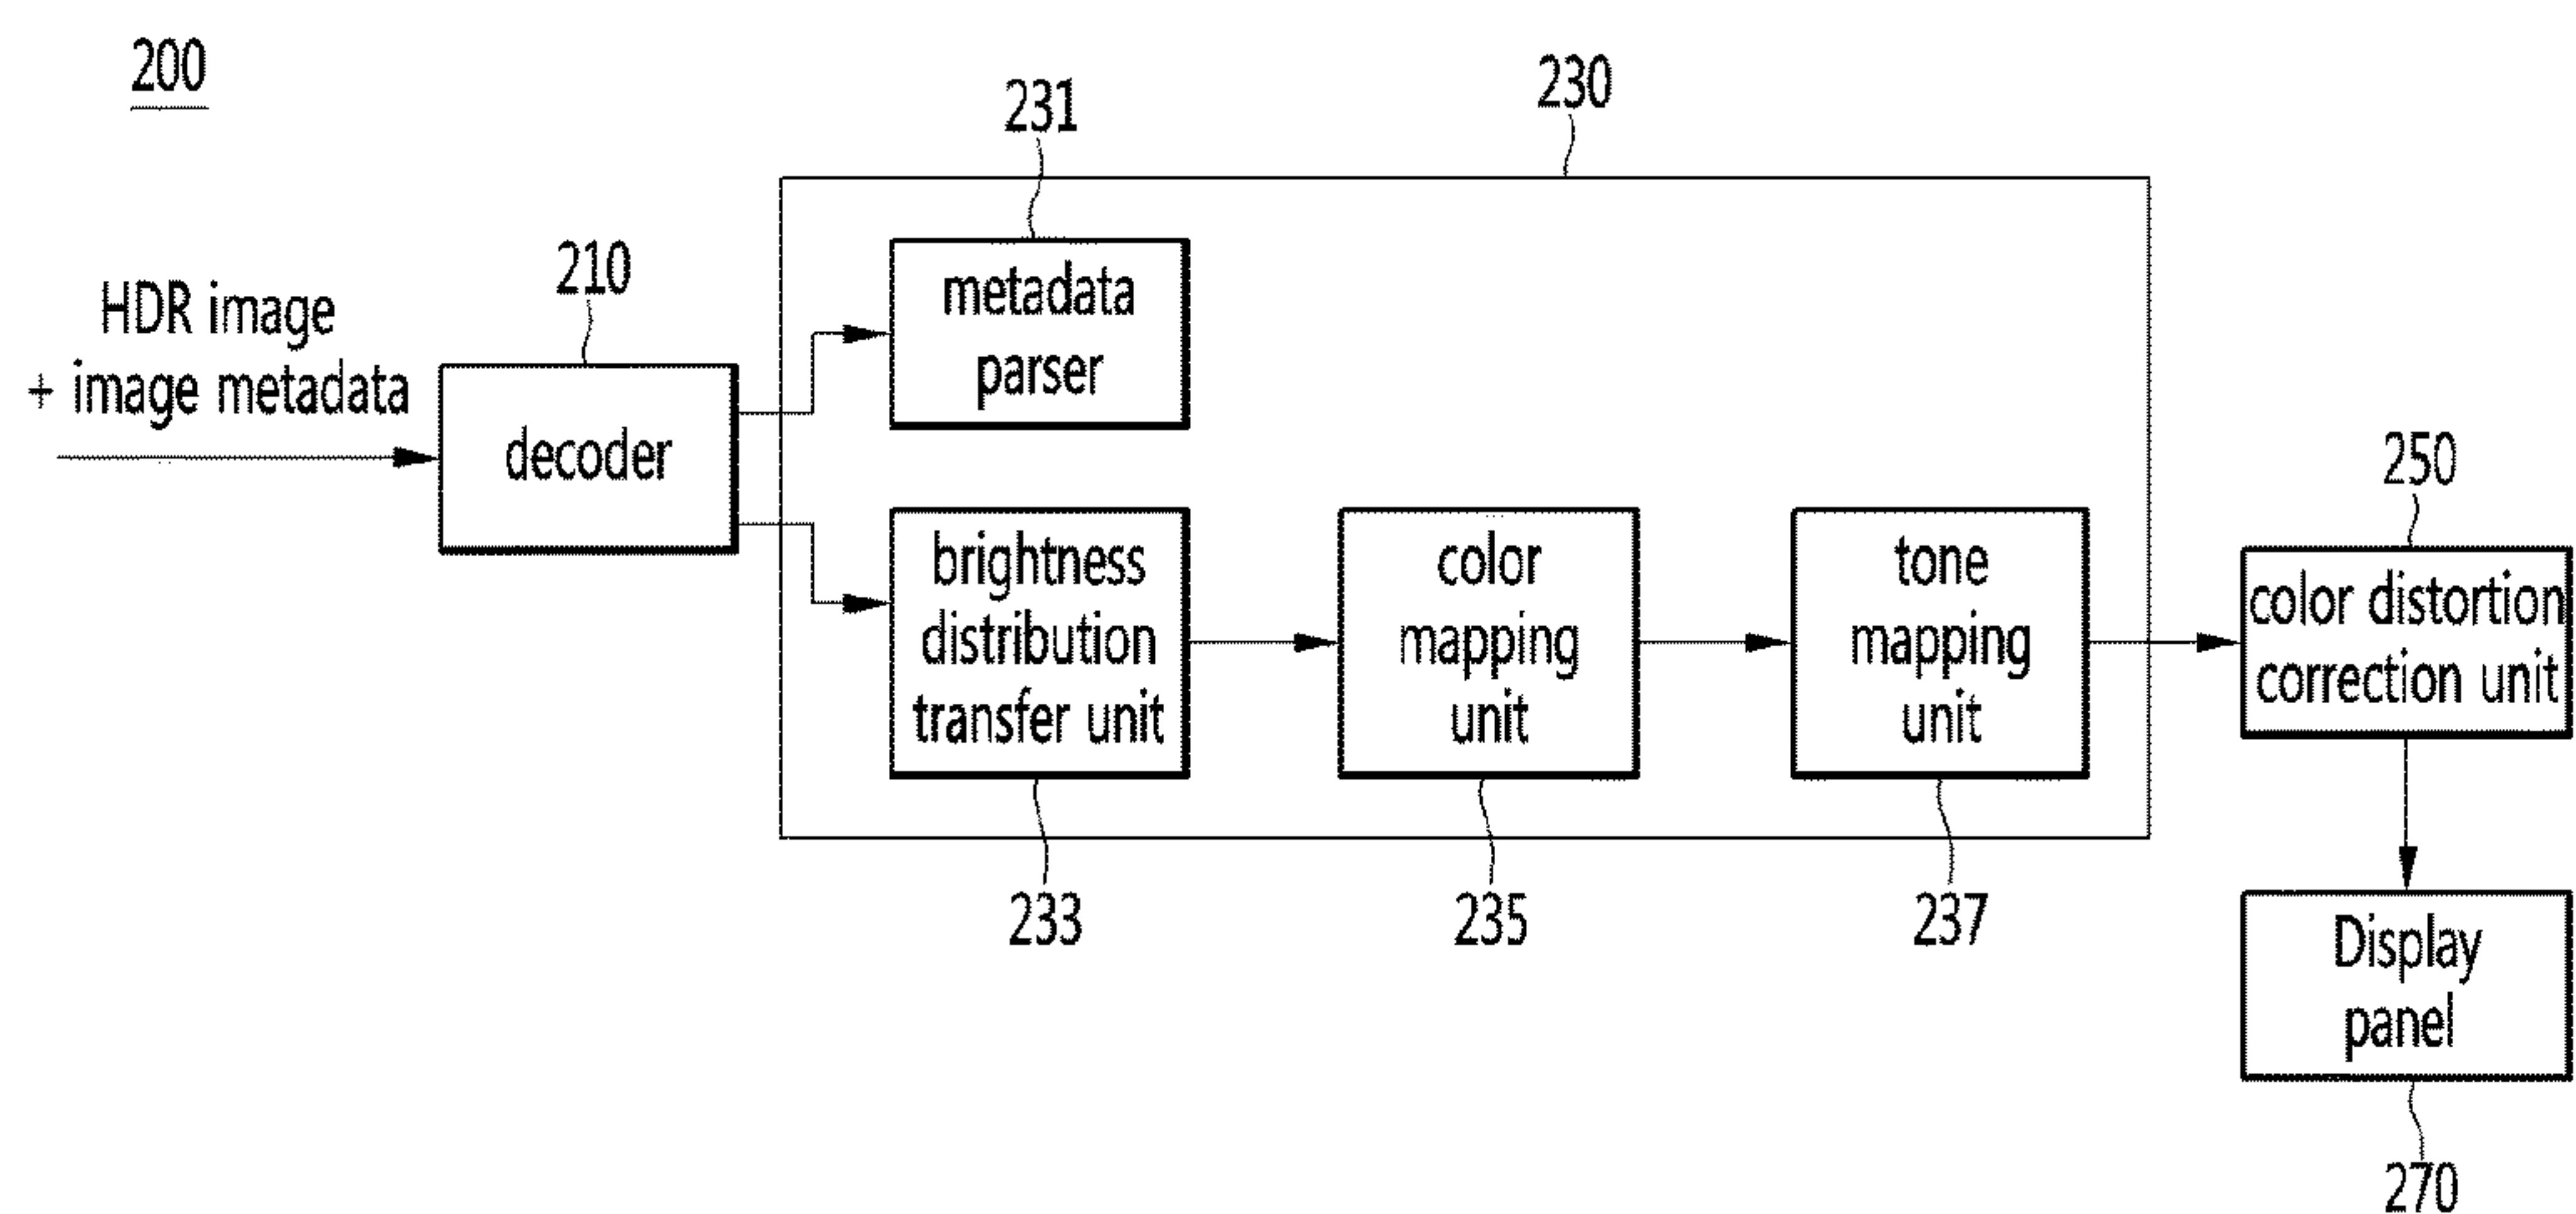 200
230
231
210
HDR image
+ image metadata
decoder
metadata
parser
brightness
distribution
transfer unit
color
mapping
unit
tone
mapping
unit
250
color distortion
correction unit
233
235
237
Display
panel
270